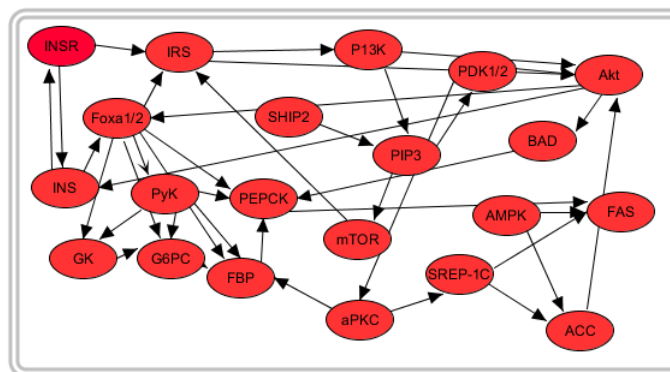 INSR
IRS
P13K
PDK1/2
Akt
Foxa1/2
SHIP2
BAD
PIP3
INS
PyK
PEPCK
AMPK
FAS
mTOR
GK
G6PC
FBP
SREP-1C
aPKC
ACC